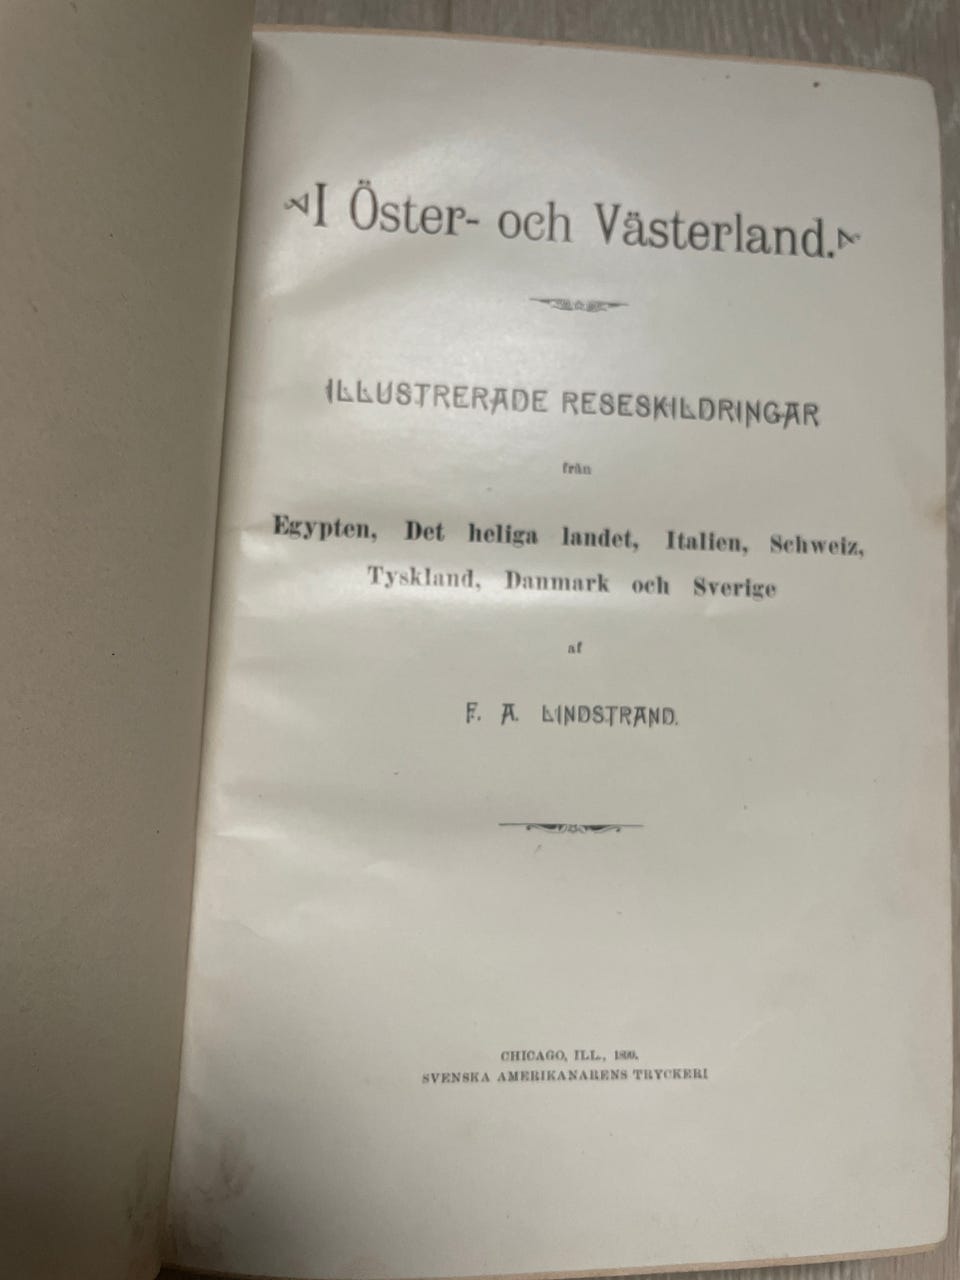 I Öster- och Västerland.
ILLUSTRERADE RESESKILDRINGAR
från
Egypten, Det heliga landet, Italien, Schweiz,
Tyskland, Danmark och Sverige
af
F. A. LINDSTRAND.
CHICAGO, ILL.,
SVENSKA AMERIKANARENS TRYCKERI